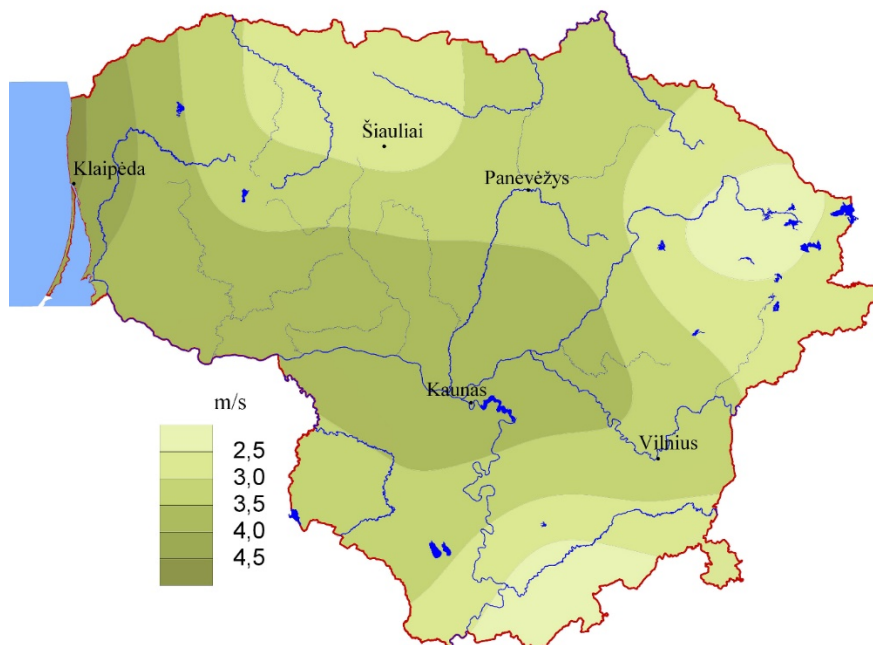 Šiauliai
Klaipėda
Panevėžys
Kaunas
m/s
Vilnius
2,5
3,0
3,5
4,0
4,5